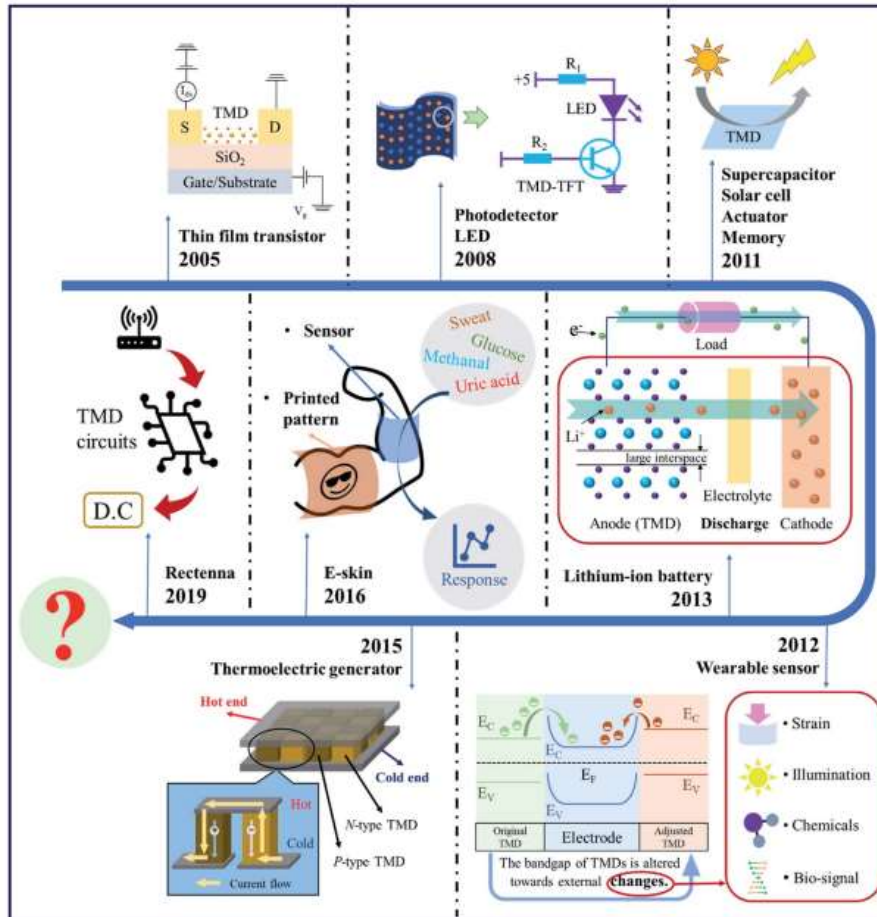 I_ds
TMD
S
D
SiO₂
Gate/Substrate
V_g
Thin film transistor
2005
+5
R₁
LED
R₂
TMD-TFT
Photodetector
LED
2008
TMD
Supercapacitor
Solar cell
Actuator
Memory
2011
TMD
circuits
D.C
Rectenna
2019
• Sensor
• Printed
pattern
Sweat
Glucose
Methanal
Uric acid
Response
E-skin
2016
e⁻
Load
Li⁺
large interspace
Electrolyte
Anode (TMD)
Discharge
Cathode
Lithium-ion battery
2013
?
2015
Thermoelectric generator
Hot end
Cold end
Hot
Cold
N-type TMD
P-type TMD
Current flow
2012
Wearable sensor
E_C
E_C
E_C
E_F
E_V
E_V
E_V
Original
TMD
Electrode
Adjusted
TMD
The bandgap of TMDs is altered
towards external changes.
• Strain
• Illumination
• Chemicals
• Bio-signal